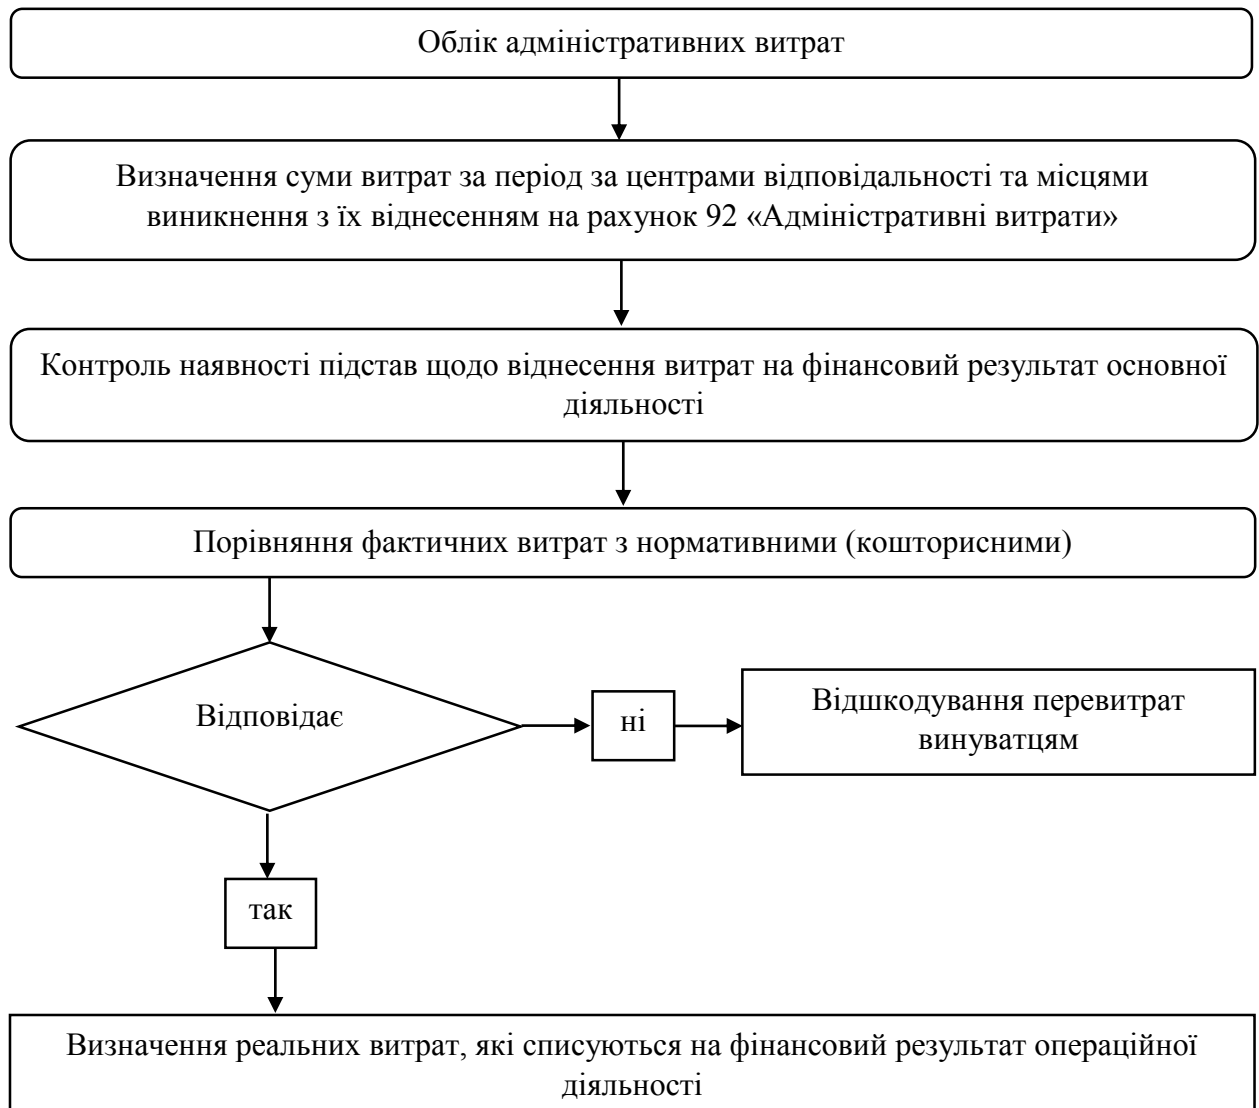 Облік адміністративних витрат
Визначення суми витрат за період за центрами відповідальності та місцями
виникнення з їх віднесенням на рахунок 92 «Адміністративні витрати»
Контроль наявності підстав щодо віднесення витрат на фінансовий результат основної
діяльності
Порівняння фактичних витрат з нормативними (кошторисними)
Відповідає
ні
Відшкодування перевитрат
винуватцям
так
Визначення реальних витрат, які списуються на фінансовий результат операційної
діяльності